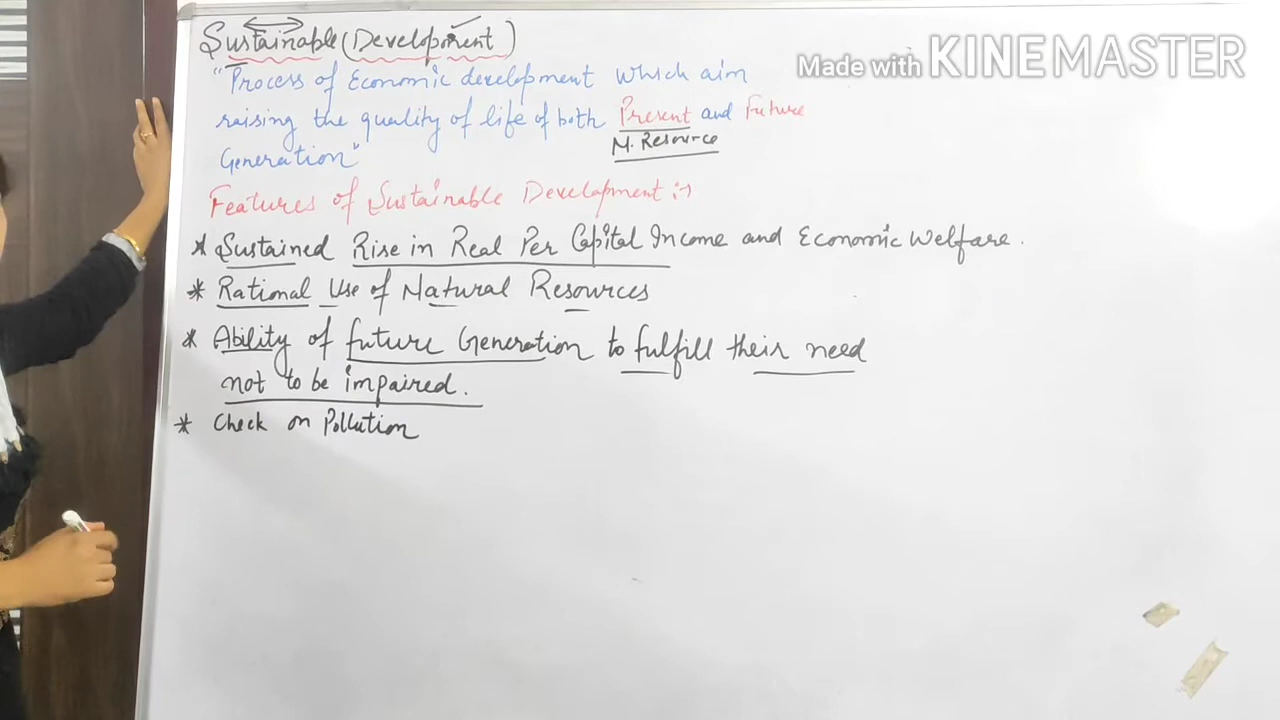 Sustainable (Development)
Made with KINEMASTER
"Process of Economic development which aim
raising the quality of life of both Present and Future
N. Resource
Generation"
Features of Sustainable Development :-
* Sustained Rise in Real Per Capital Income and Economic Welfare.
* Rational Use of Natural Resources
* Ability of future Generation to fulfill their need
not to be impaired.
* Check on Pollution